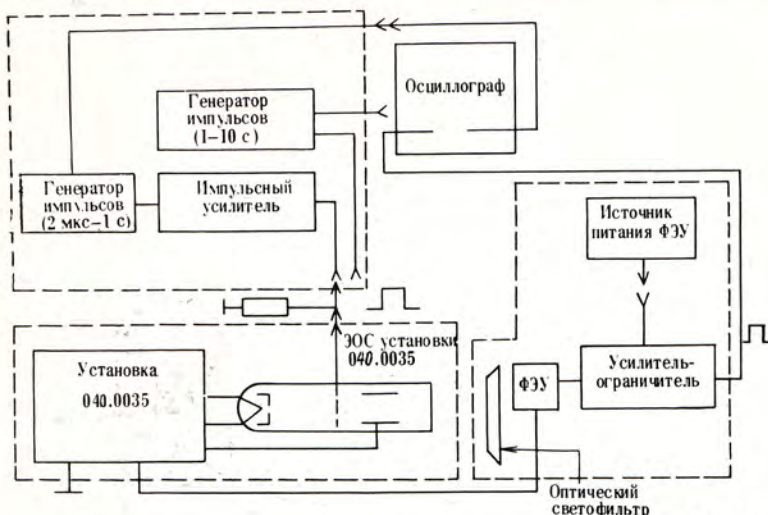 Осциллограф
Генератор
импульсов
(1–10 с)
Генератор
импульсов
(2 мкс–1 с)
Импульсный
усилитель
Источник
питания ФЭУ
ЭОС установки
040.0035
Установка
040.0035
ФЭУ
Усилитель-
ограничитель
Оптический
светофильтр